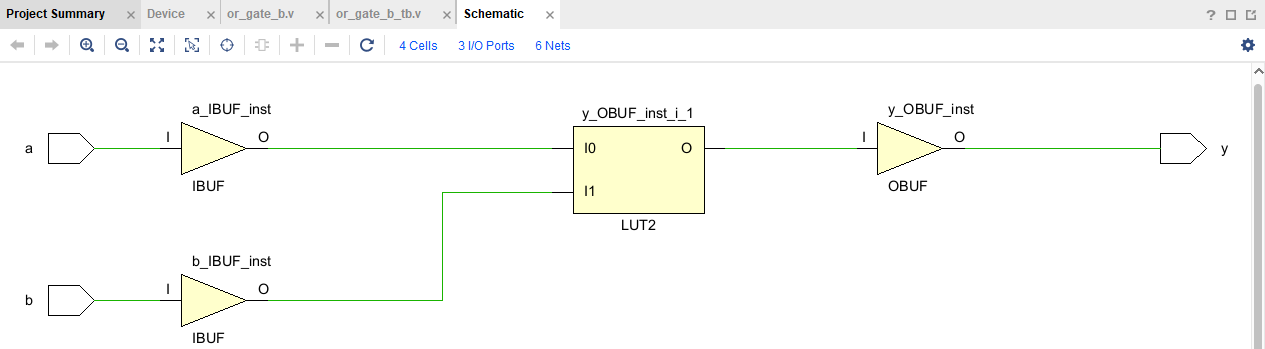 Project Summary × Device × or_gate_b.v × or_gate_b_tb.v × Schematic × ?
4 Cells 3 I/O Ports 6 Nets
a_IBUF_inst
y_OBUF_inst_i_1
y_OBUF_inst
a I O I0 O I O y
IBUF
I1
OBUF
LUT2
b_IBUF_inst
b I O
IBUF